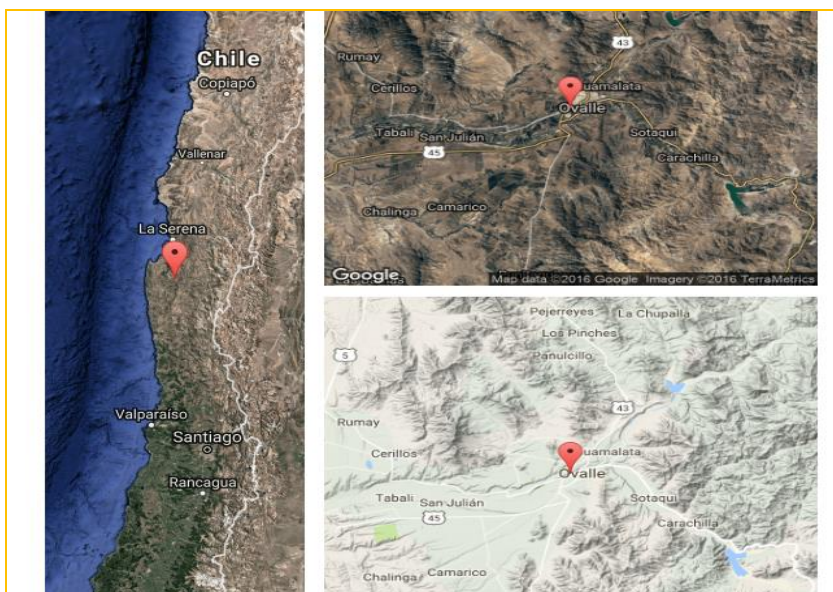 Chile
Copiapó
Vallenar
La Serena
Valparaíso
Santiago
Rancagua
43
Rumay
Cerillos
uamalata
Ovalle
Tabali
San Julián
Sotaqui
45
Carachilla
Chalinga
Camarico
Google
Map data ©2016 Google Imagery ©2016 TerraMetrics
Pejerreyes
La Chupalla
Los Pinches
5
Panulcillo
43
Rumay
Cerillos
uamalata
Ovalle
Tabali
San Julián
Sotaqui
45
Carachilla
Chalinga
Camarico